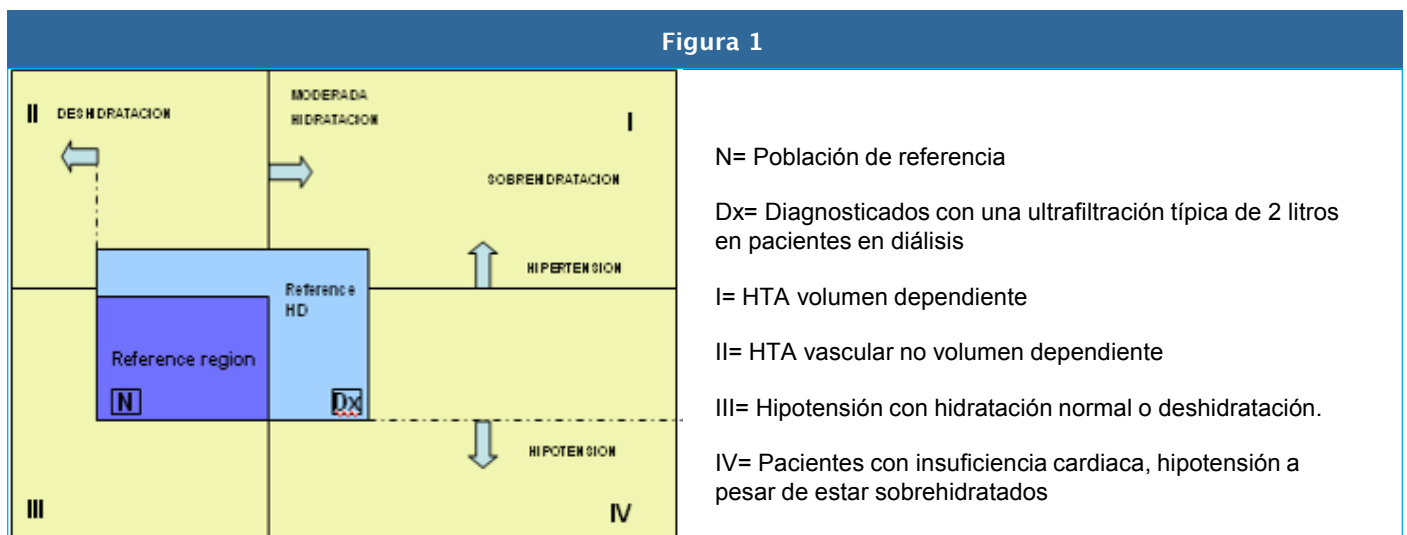 Figura 1
II DESHIDRATACION
MODERADA
HIDRATACION
I
SOBREHIDRATACION
HIPERTENSION
Reference
HD
Reference region
N
Dx
HIPOTENSION
III
IV
N= Población de referencia
Dx= Diagnosticados con una ultrafiltración típica de 2 litros
en pacientes en diálisis
I= HTA volumen dependiente
II= HTA vascular no volumen dependiente
III= Hipotensión con hidratación normal o deshidratación.
IV= Pacientes con insuficiencia cardiaca, hipotensión a
pesar de estar sobrehidratados